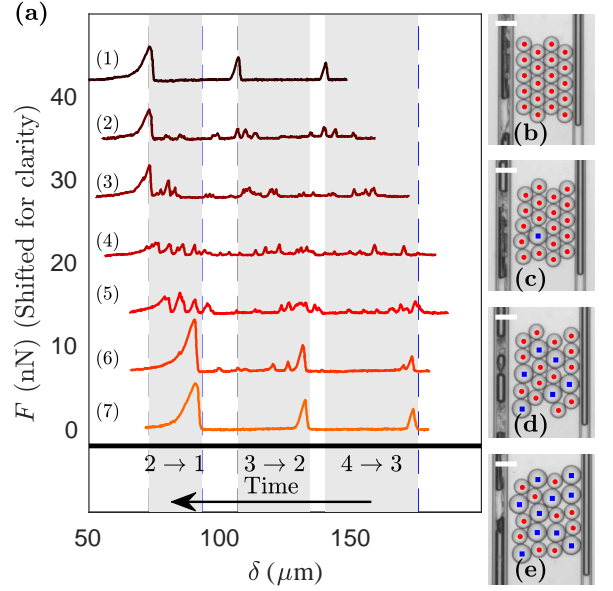 (a)
F (nN) (Shifted for clarity)
40
30
20
10
0
(1)
(2)
(3)
(4)
(5)
(6)
(7)
2 → 1
3 → 2
4 → 3
Time
50
100
150
δ (μm)
(b)
(c)
(d)
(e)